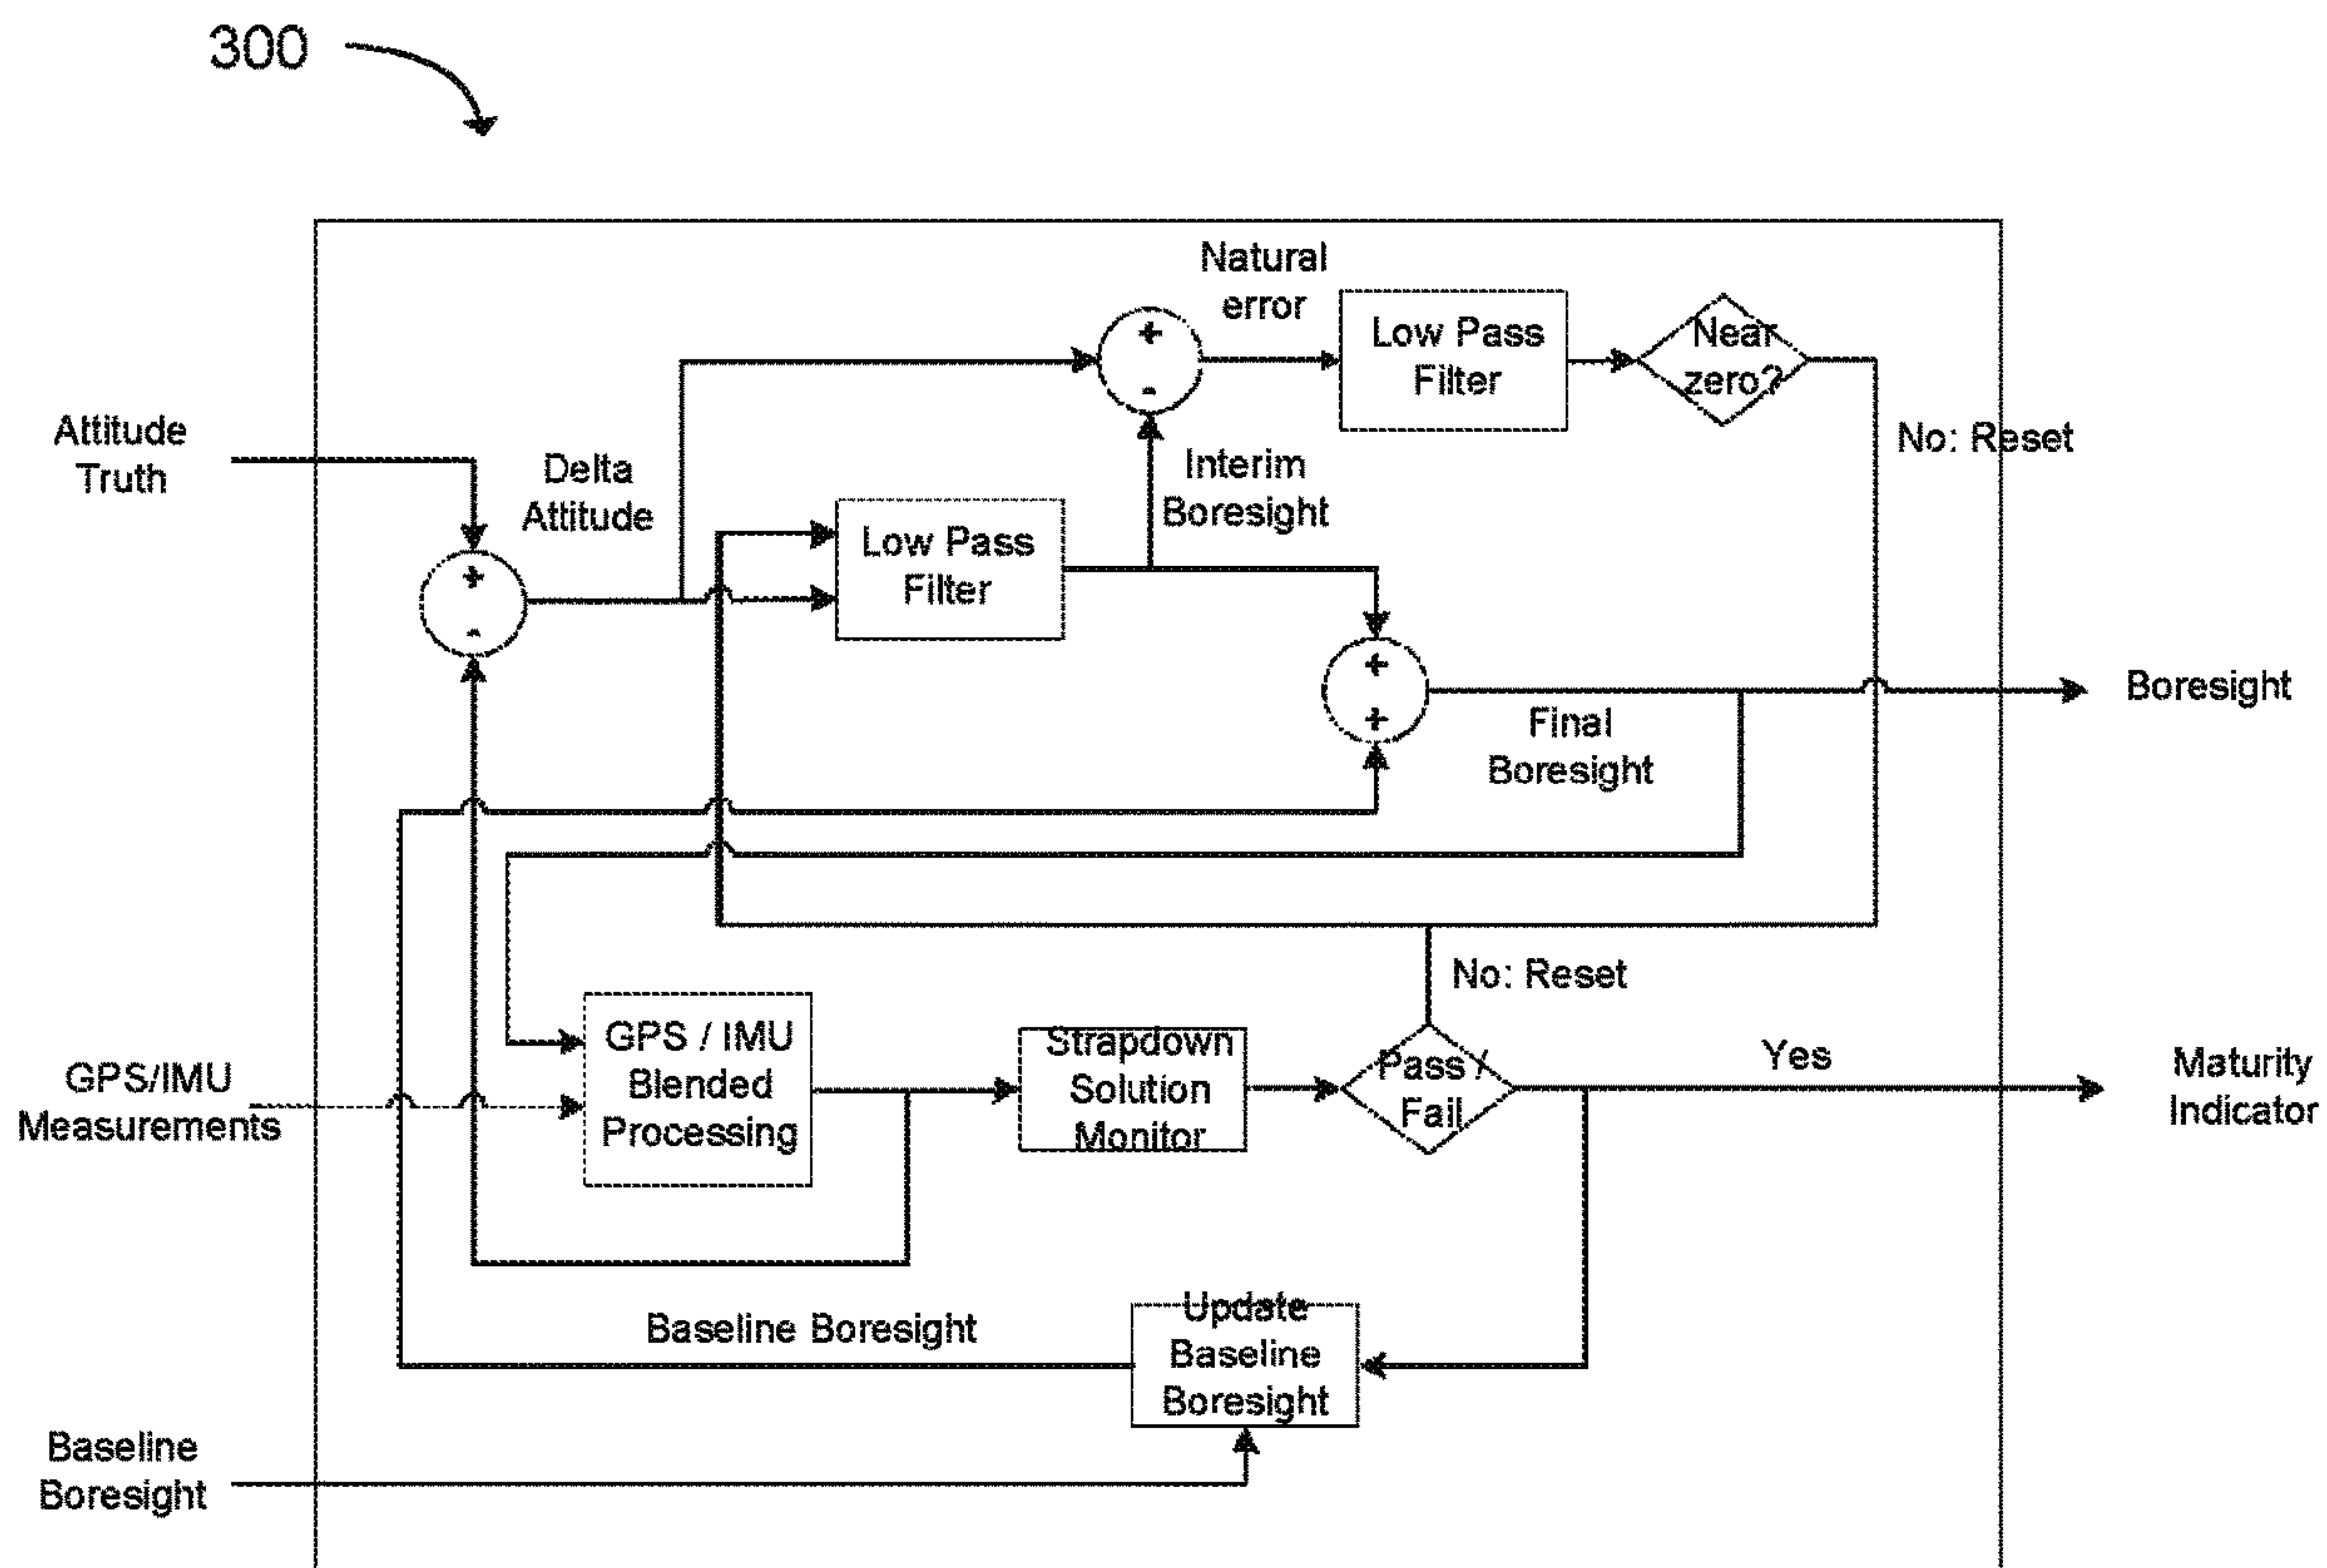 300
Natural
error
Low Pass
Filter
Near
zero?
No: Reset
Attitude
Truth
Delta
Attitude
+
-
Interim
Boresight
Low Pass
Filter
+
-
+
+
Final
Boresight
Boresight
No: Reset
GPS/IMU
Measurements
GPS / IMU
Blended
Processing
Strapdown
Solution
Monitor
Pass /
Fail
Yes
Maturity
Indicator
Baseline Boresight
Update
Baseline
Boresight
Baseline
Boresight